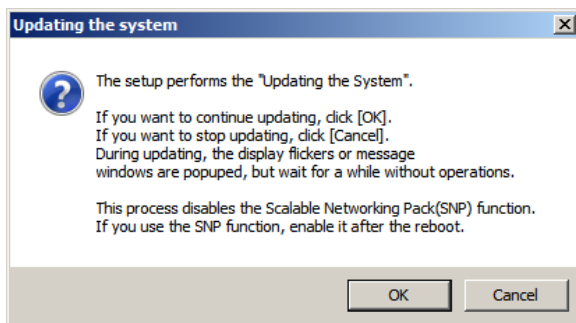 Updating the system
The setup performs the "Updating the System".
If you want to continue updating, click [OK].
If you want to stop updating, click [Cancel].
During updating, the display flickers or message
windows are popuped, but wait for a while without operations.
This process disables the Scalable Networking Pack(SNP) function.
If you use the SNP function, enable it after the reboot.
OK
Cancel